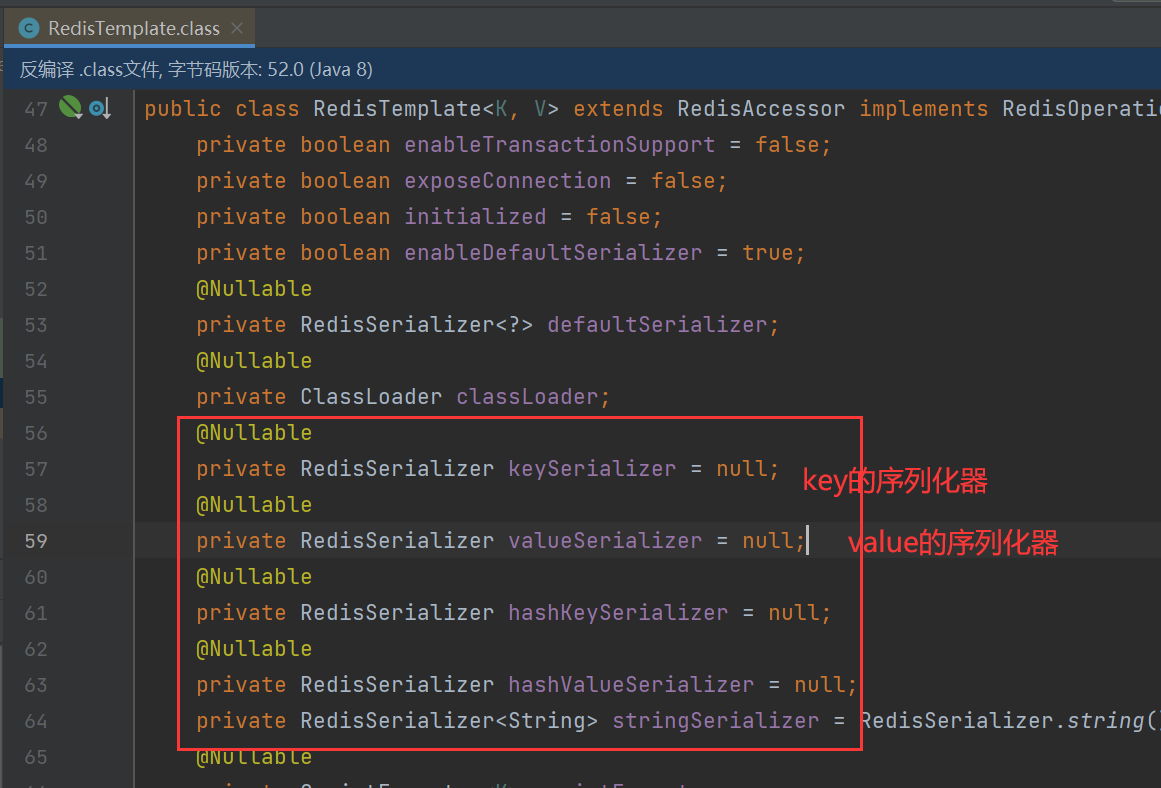 RedisTemplate.class
反编译 .class文件, 字节码版本: 52.0 (Java 8)
47 public class RedisTemplate<K, V> extends RedisAccessor implements RedisOperatio
48 private boolean enableTransactionSupport = false;
49 private boolean exposeConnection = false;
50 private boolean initialized = false;
51 private boolean enableDefaultSerializer = true;
52 @Nullable
53 private RedisSerializer<?> defaultSerializer;
54 @Nullable
55 private ClassLoader classLoader;
56 @Nullable
57 private RedisSerializer keySerializer = null; key的序列化器
58 @Nullable
59 private RedisSerializer valueSerializer = null; value的序列化器
60 @Nullable
61 private RedisSerializer hashKeySerializer = null;
62 @Nullable
63 private RedisSerializer hashValueSerializer = null;
64 private RedisSerializer<String> stringSerializer = RedisSerializer.string()
65 @Nullable